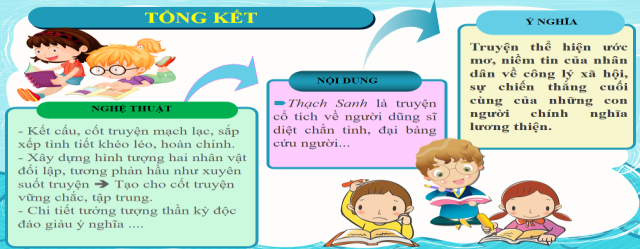 TỔNG KẾT
NGHỆ THUẬT
- Kết cấu, cốt truyện mạch lạc, sắp
xếp tình tiết khéo léo, hoàn chỉnh.
- Xây dựng hình tượng hai nhân vật
đối lập, tương phản hầu như xuyên
suốt truyện ➔ Tạo cho cốt truyện
vững chắc, tập trung.
- Chi tiết tưởng tượng thần kỳ độc
đáo giàu ý nghĩa ....
NỘI DUNG
➨Thạch Sanh là truyện
cổ tích về người dũng sĩ
diệt chằn tinh, đại bàng
cứu người...
Ý NGHĨA
Truyện thể hiện ước
mơ, niềm tin của nhân
dân về công lý xã hội,
sự chiến thắng cuối
cùng của những con
người chính nghĩa
lương thiện.